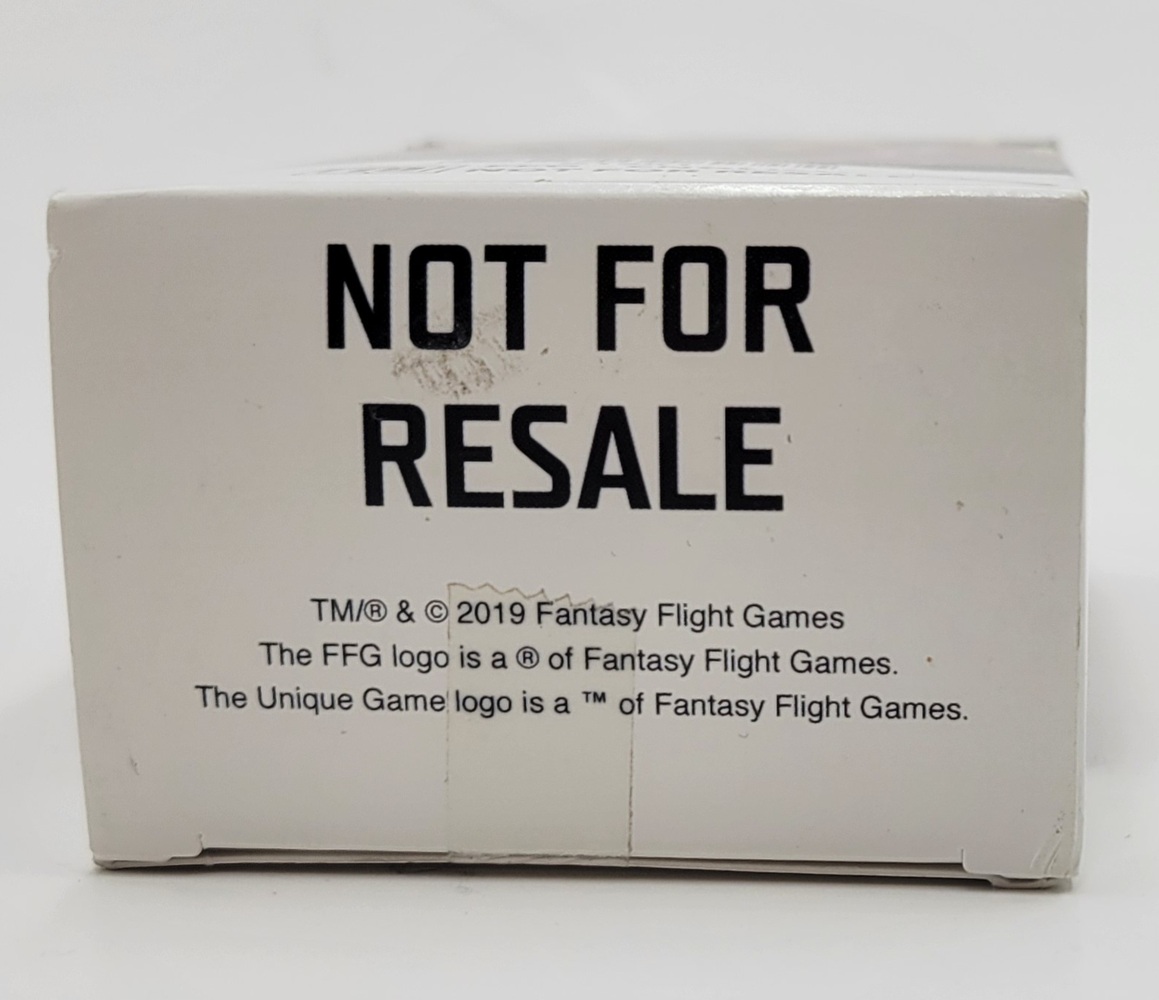 NOT FOR
RESALE
TM/® & © 2019 Fantasy Flight Games
The FFG logo is a ® of Fantasy Flight Games.
The Unique Game logo is a ™ of Fantasy Flight Games.